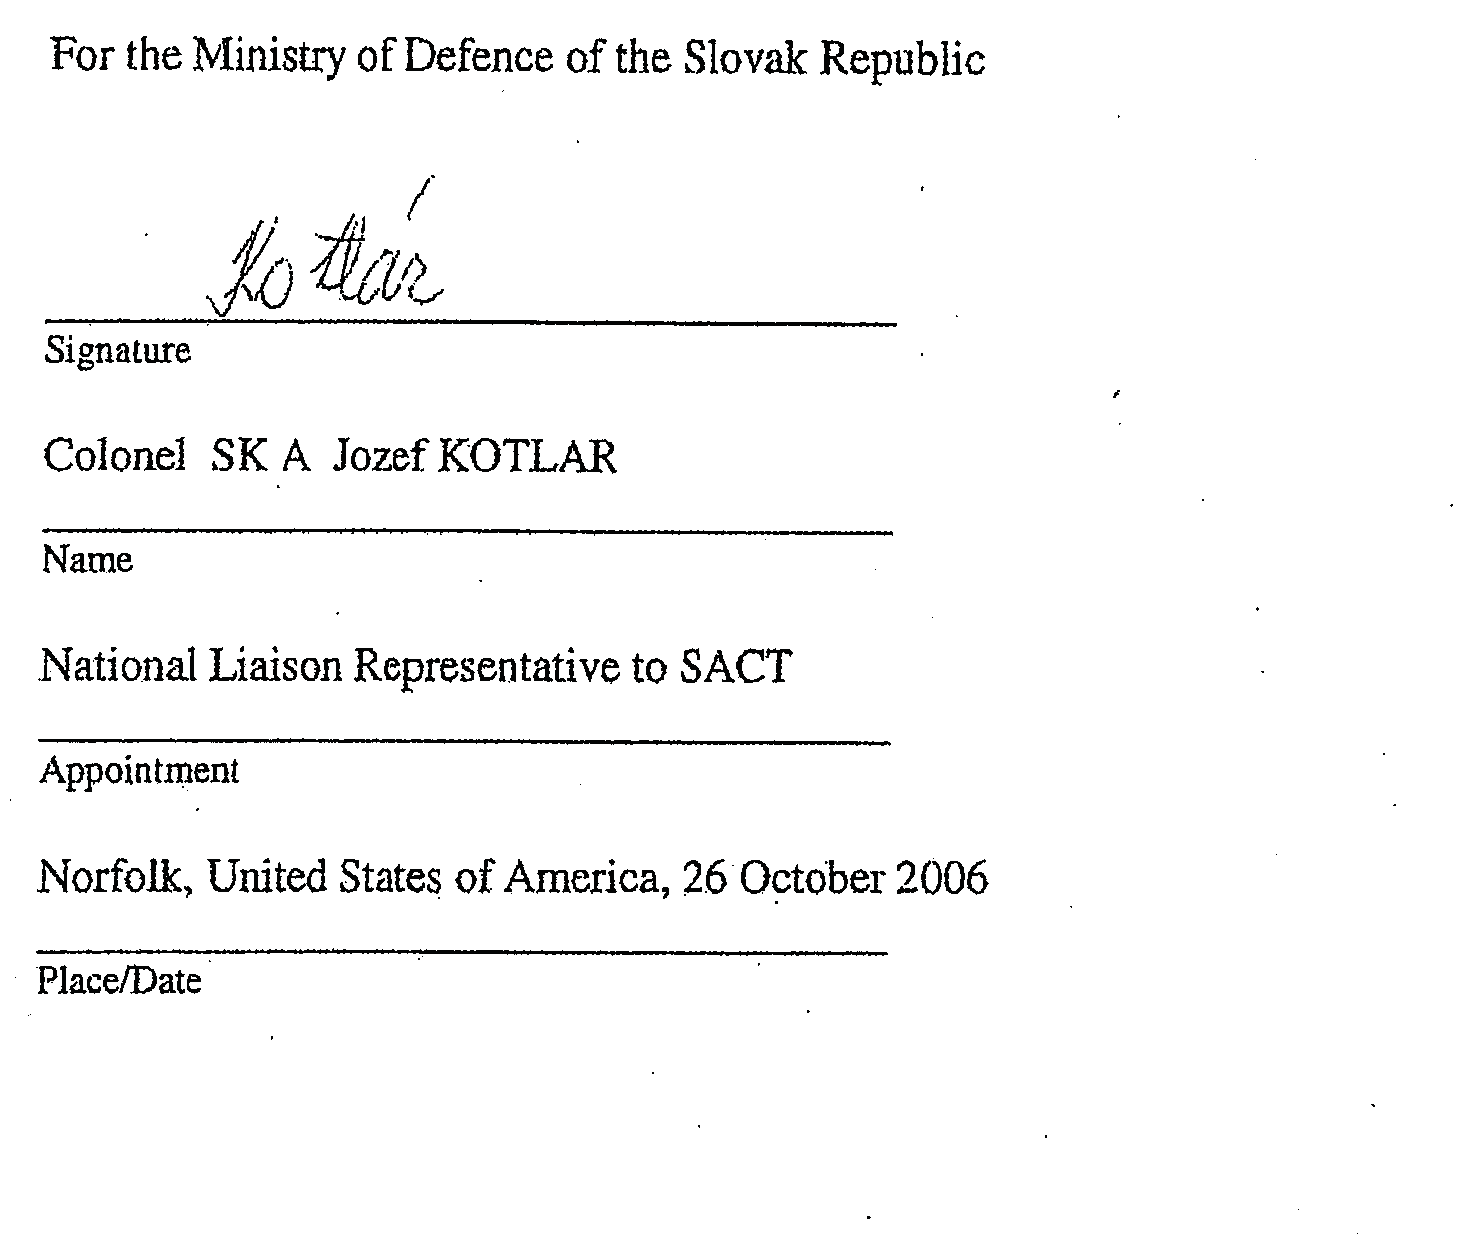 For the Ministry of Defence of the Slovak Republic
Kotlár
Signature
Colonel SK A Jozef KOTLAR
Name
National Liaison Representative to SACT
Appointment
Norfolk, United States of America, 26 October 2006
Place/Date